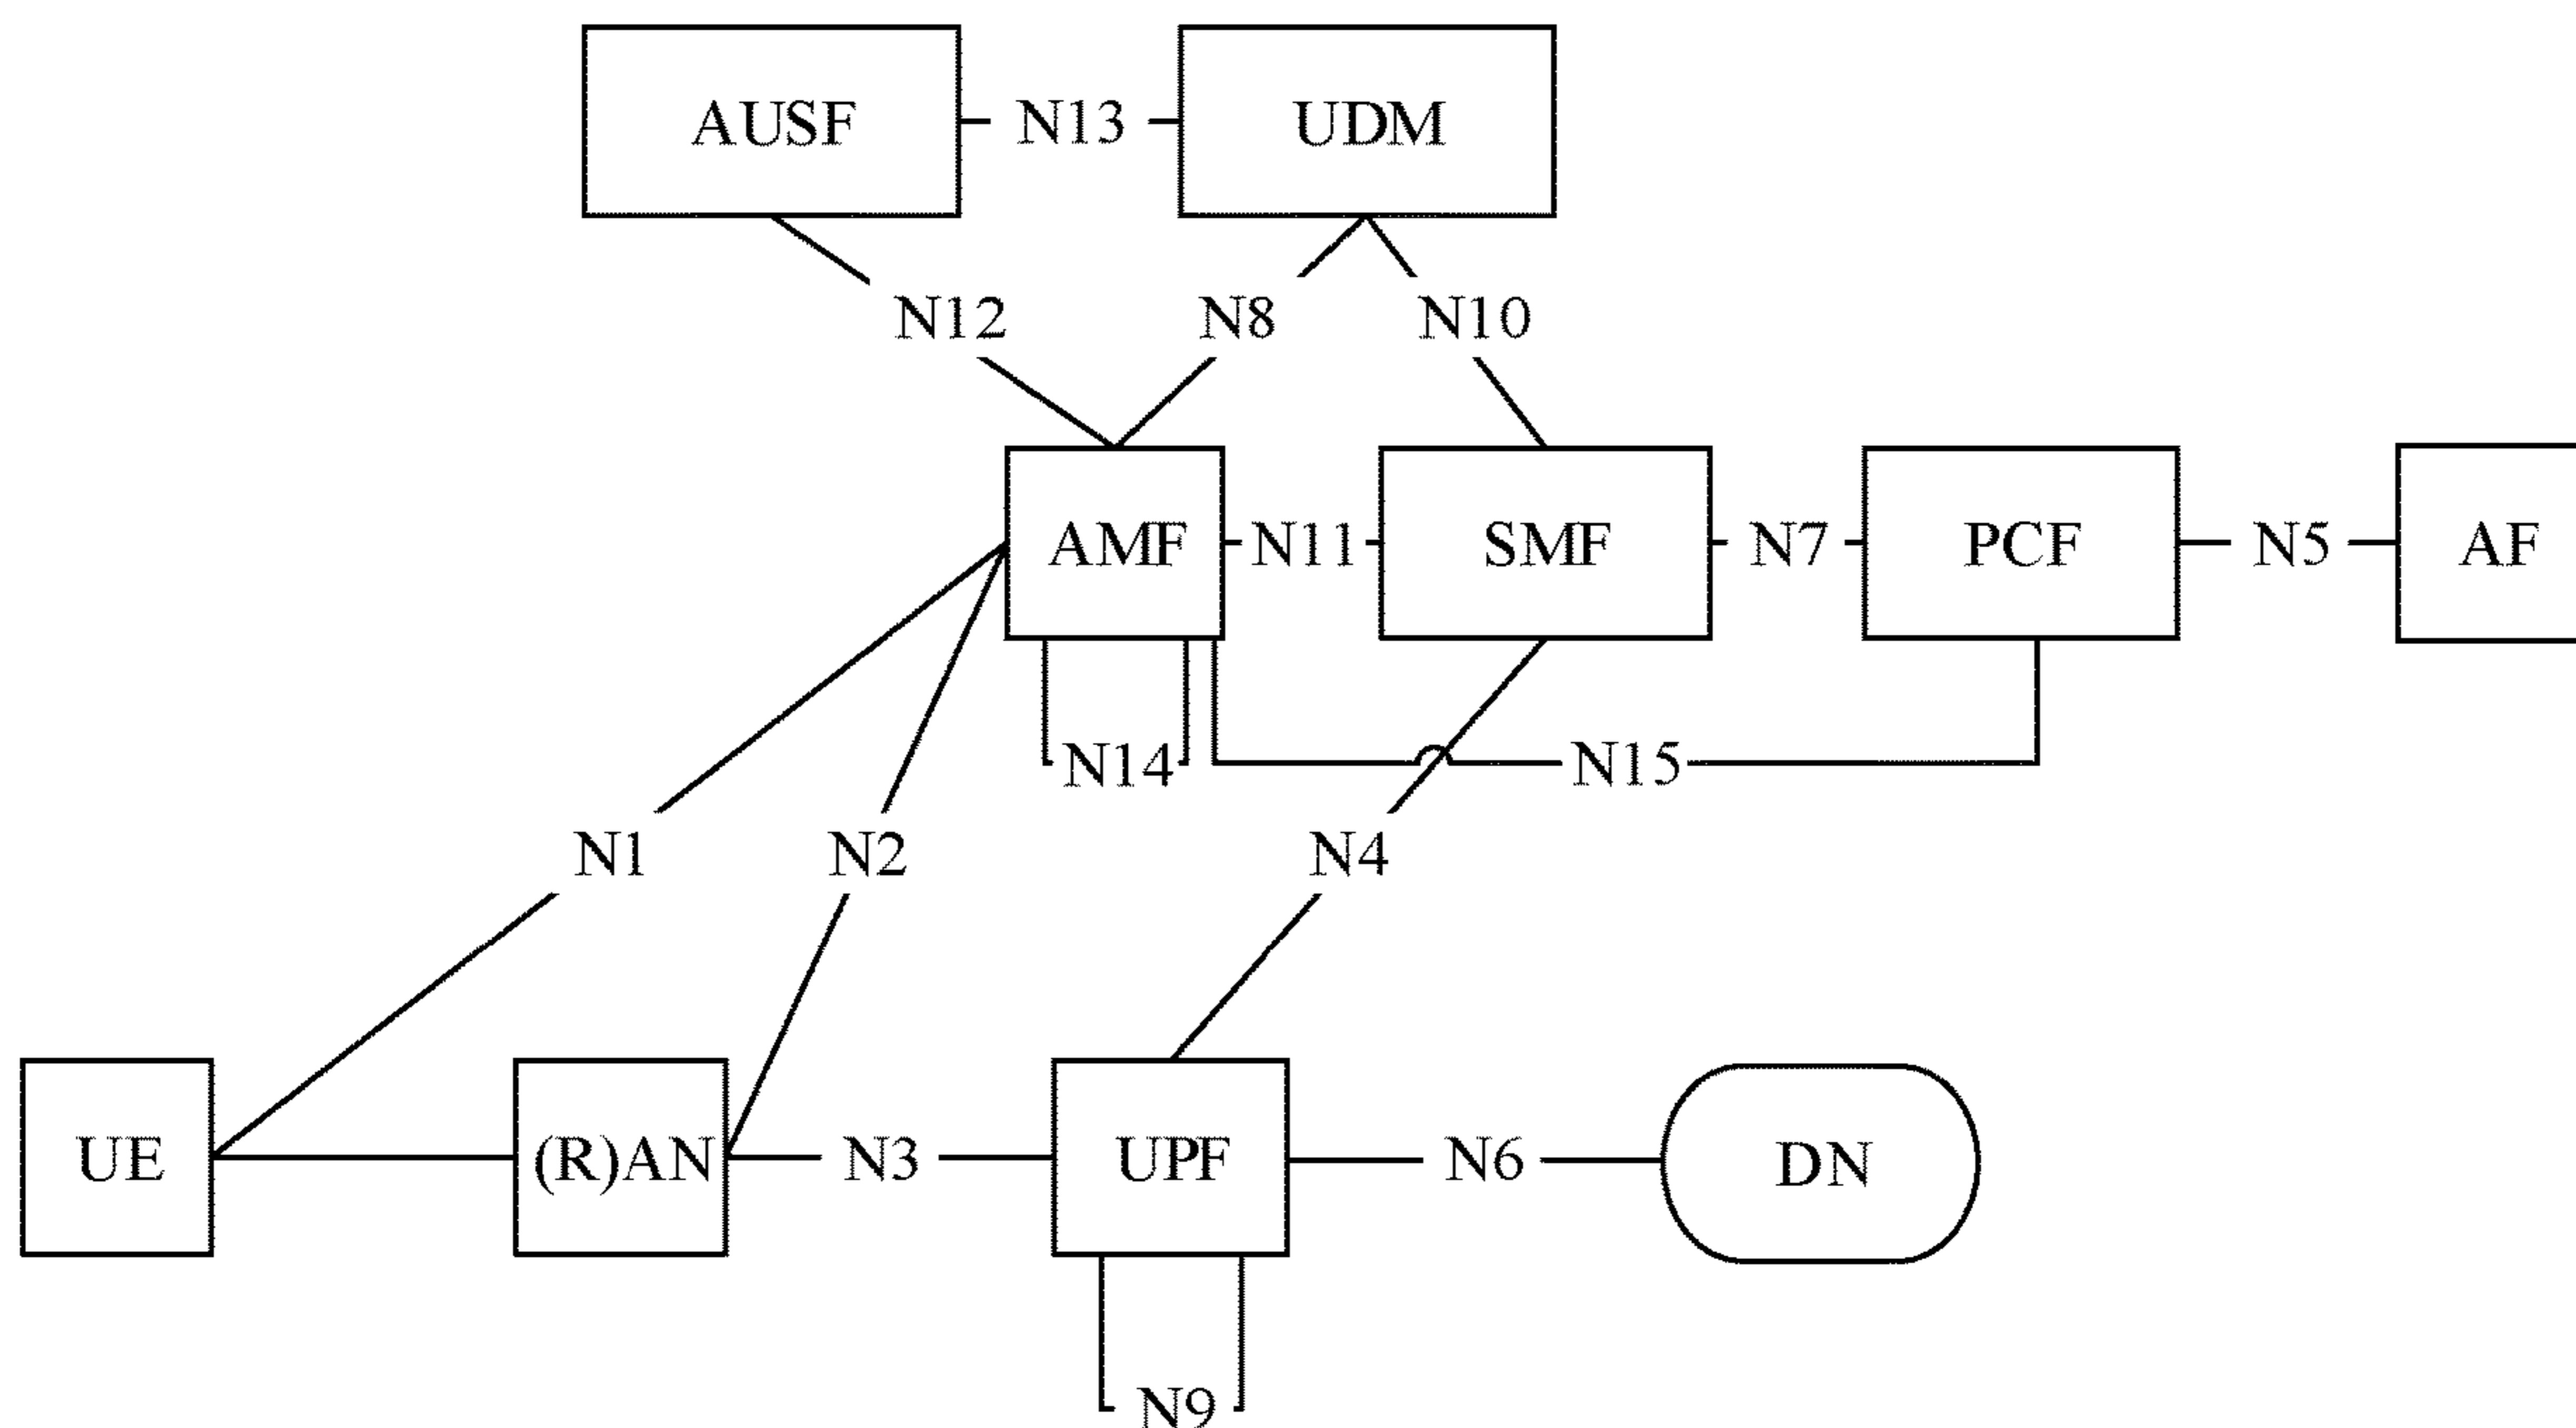 AUSF N13 UDM
N12 N8 N10
AMF N11 SMF N7 PCF N5 AF
N14 N15
N1 N2 N4
UE (R)AN N3 UPF N6 DN
N9